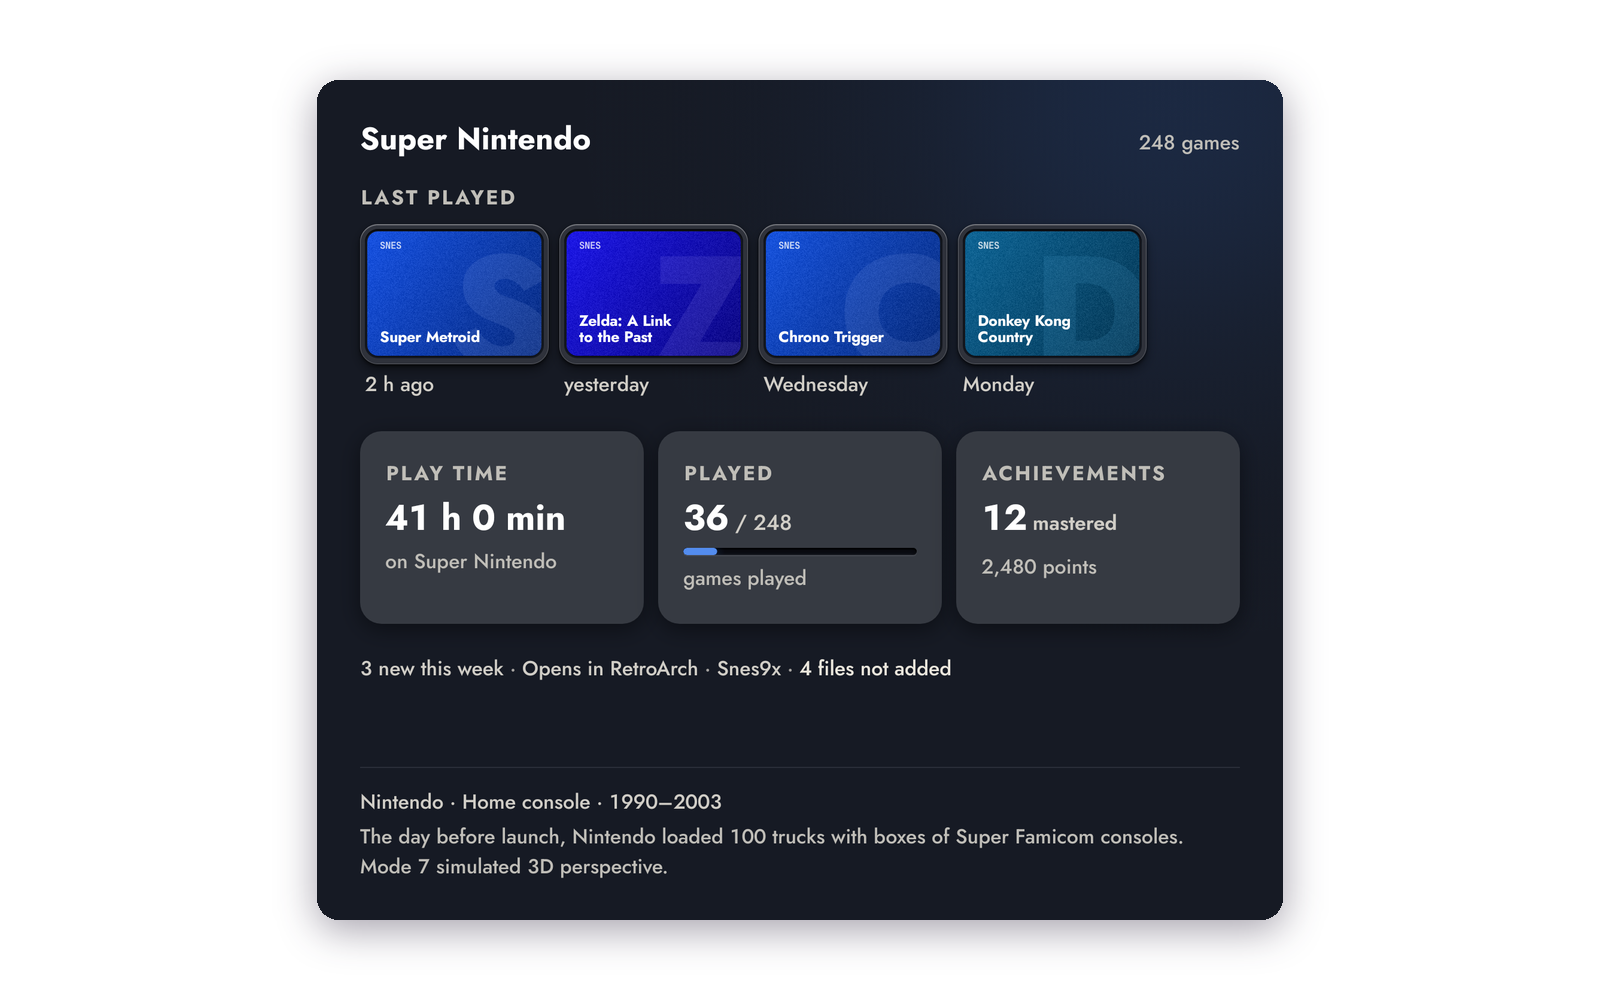 Super Nintendo
248 games
LAST PLAYED
SNES
Super Metroid
2 h ago
SNES
Zelda: A Link
to the Past
yesterday
SNES
Chrono Trigger
Wednesday
SNES
Donkey Kong
Country
Monday
PLAY TIME
41 h 0 min
on Super Nintendo
PLAYED
36 / 248
games played
ACHIEVEMENTS
12 mastered
2,480 points
3 new this week · Opens in RetroArch · Snes9x · 4 files not added
Nintendo · Home console · 1990–2003
The day before launch, Nintendo loaded 100 trucks with boxes of Super Famicom consoles.
Mode 7 simulated 3D perspective.